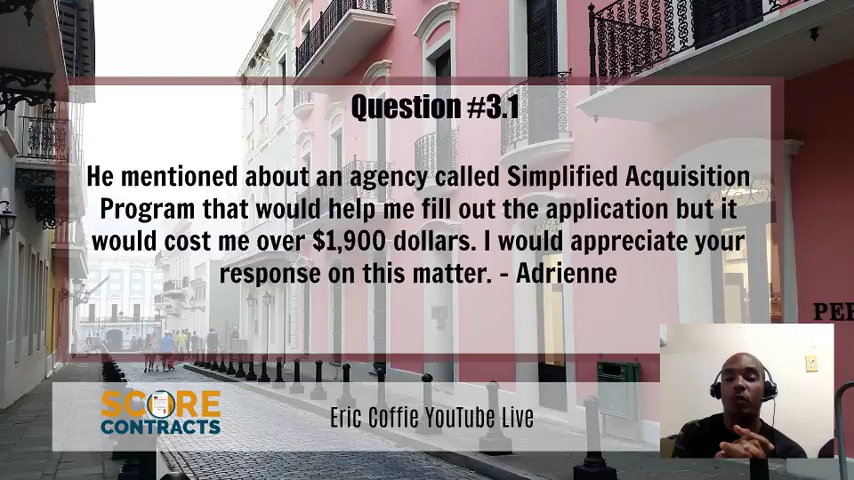 Question #3.1
He mentioned about an agency called Simplified Acquisition
Program that would help me fill out the application but it
would cost me over $1,900 dollars. I would appreciate your
response on this matter. - Adrienne
PER
SCORE
CONTRACTS
Eric Coffie YouTube Live